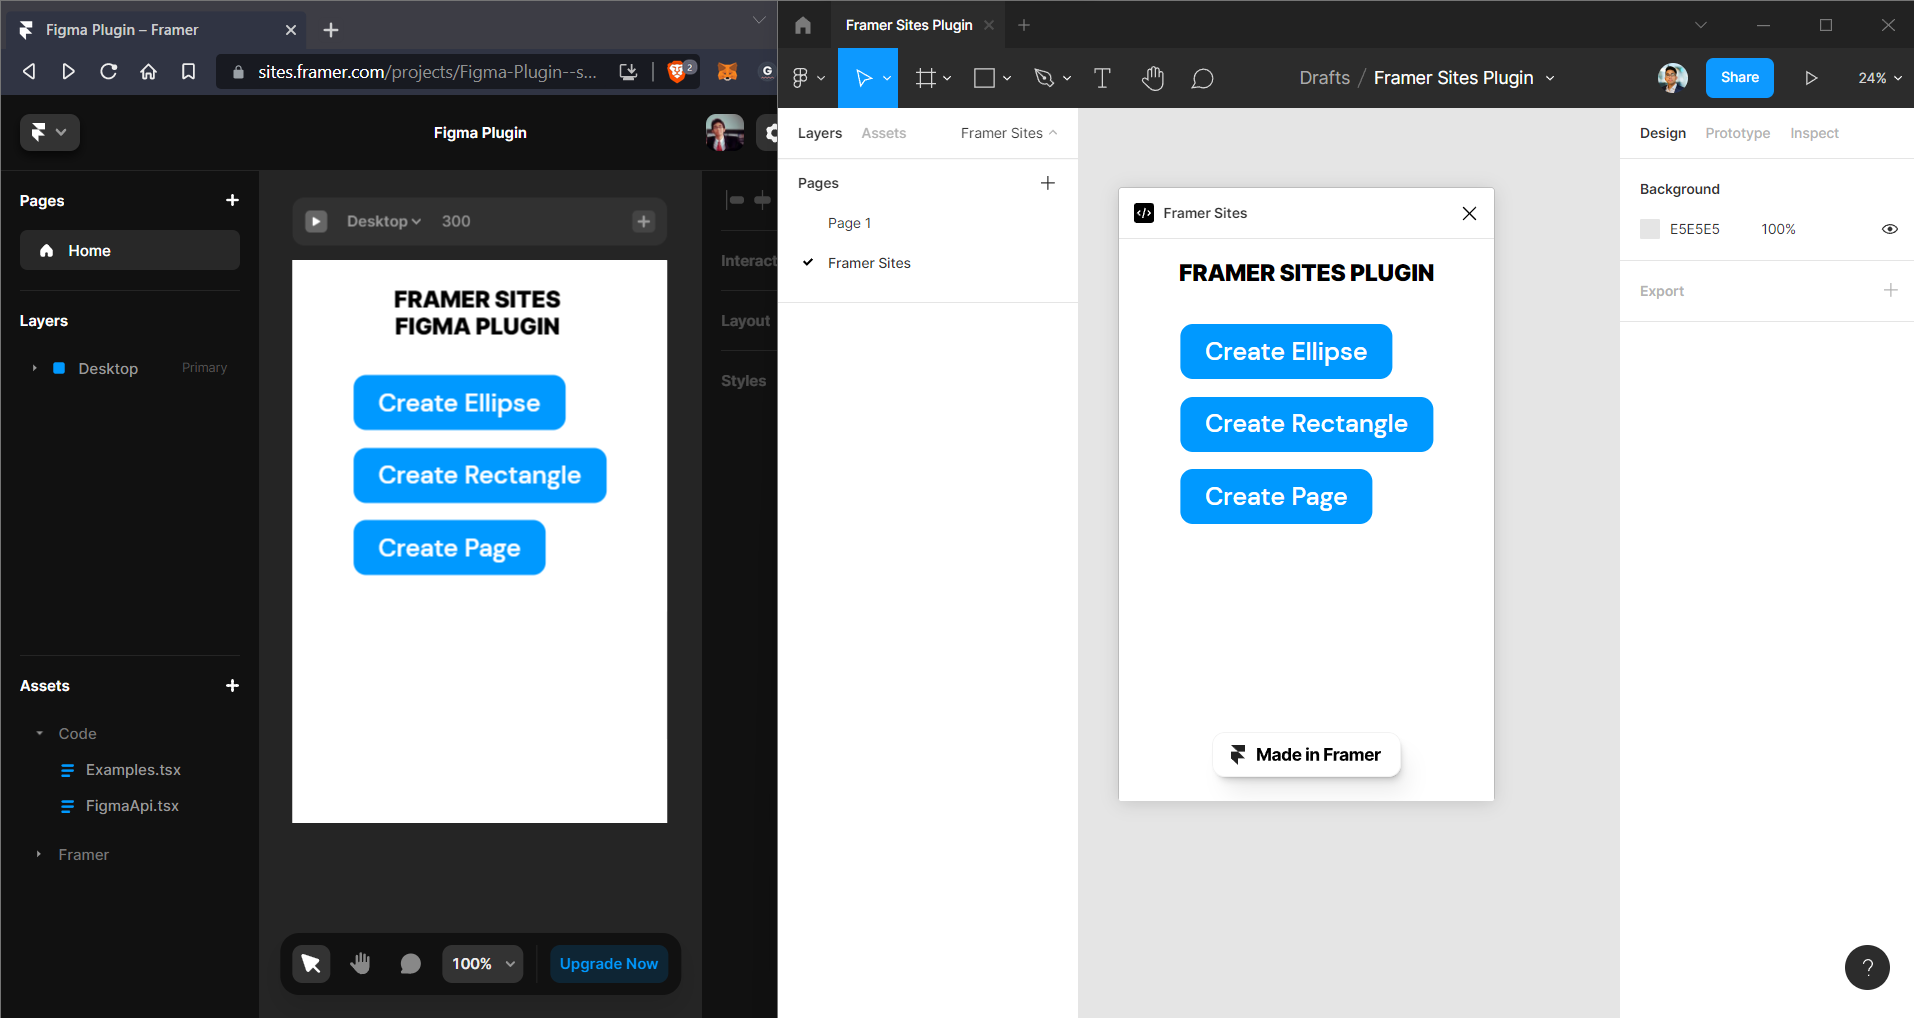 Figma Plugin – Framer
sites.framer.com/projects/Figma-Plugin--s...
2
G
Figma Plugin
Pages
Home
Layers
Desktop Primary
Assets
Code
Examples.tsx
FigmaApi.tsx
Framer
Desktop 300
FRAMER SITES
FIGMA PLUGIN
Create Ellipse
Create Rectangle
Create Page
100%
Upgrade Now
Interact
Layout
Styles
Framer Sites Plugin
Drafts / Framer Sites Plugin
Share
24%
Layers Assets Framer Sites
Pages
Page 1
Framer Sites
Framer Sites
FRAMER SITES PLUGIN
Create Ellipse
Create Rectangle
Create Page
Made in Framer
Design Prototype Inspect
Background
E5E5E5 100%
Export
?